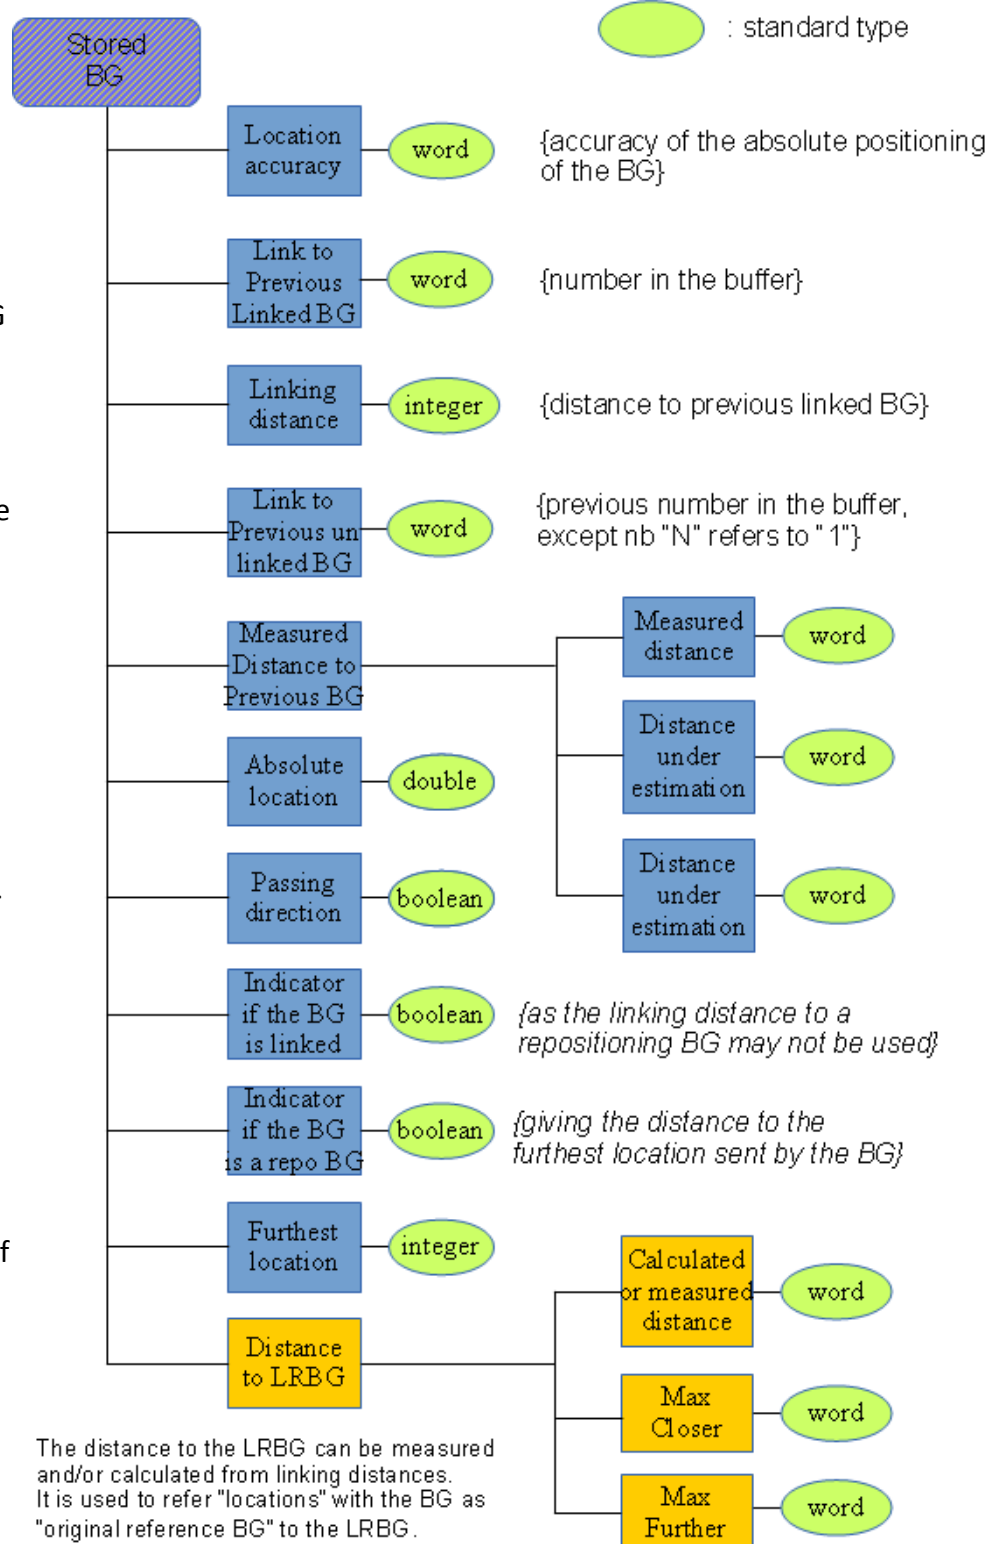 Stored
BG
: standard type
Location
accuracy
word
{accuracy of the absolute positioning
of the BG}
Link to
Previous
Linked BG
word
{number in the buffer}
G
Linking
distance
integer
{distance to previous linked BG}
Link to
Previous un
linked BG
word
{previous number in the buffer,
except nb "N" refers to "1"}
e
Measured
Distance to
Previous BG
Measured
distance
word
Distance
under
estimation
word
Distance
under
estimation
word
Absolute
location
double
Passing
direction
boolean
Indicator
if the BG
is linked
boolean
{as the linking distance to a
repositioning BG may not be used}
Indicator
if the BG
is a repo BG
boolean
{giving the distance to the
furthest location sent by the BG}
Furthest
location
integer
f
Distance
to LRBG
Calculated
or measured
distance
word
Max
Closer
word
Max
Further
word
The distance to the LRBG can be measured
and/or calculated from linking distances.
It is used to refer "locations" with the BG as
"original reference BG" to the LRBG.